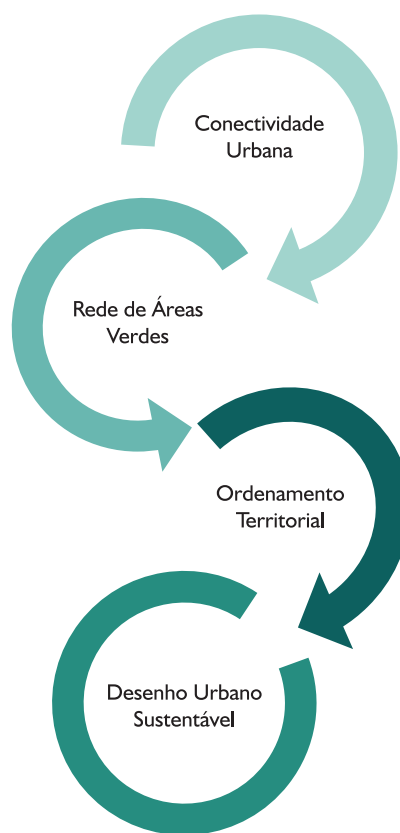 Conectividade
Urbana
Rede de Áreas
Verdes
Ordenamento
Territorial
Desenho Urbano
Sustentável